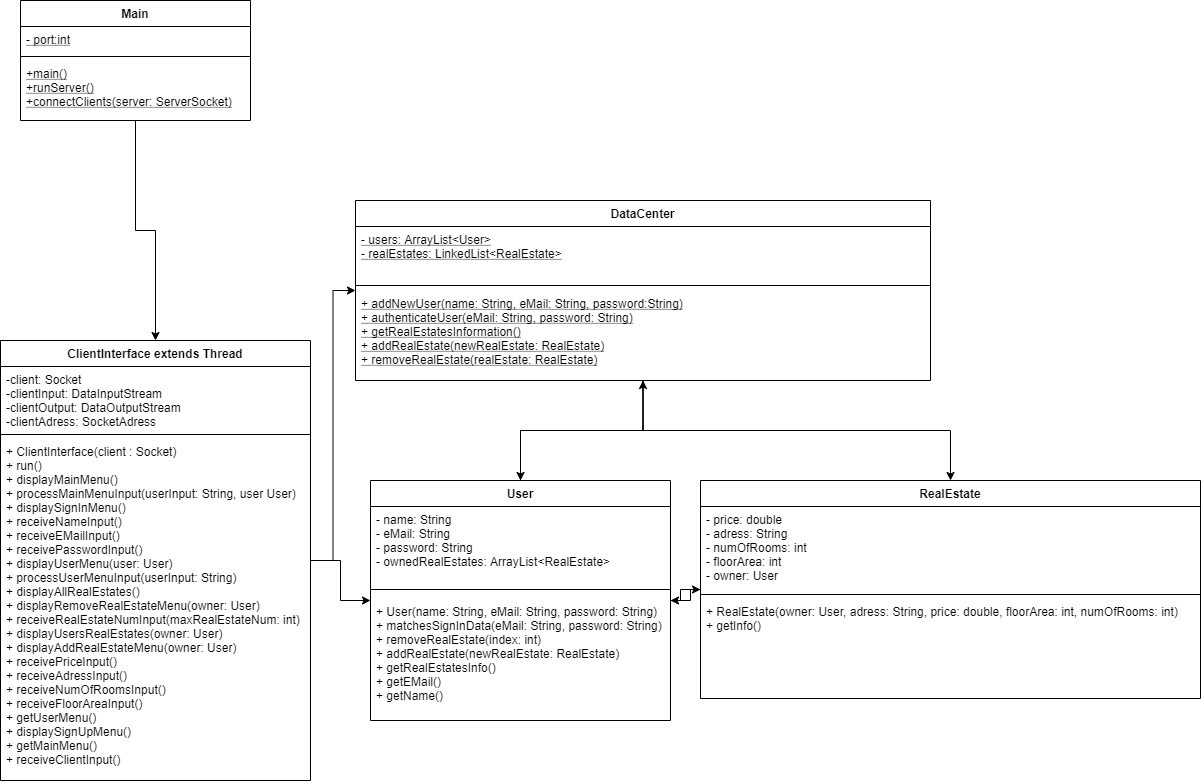 Main
- port:int
+main()
+runServer()
+connectClients(server: ServerSocket)
DataCenter
- users: ArrayList<User>
- realEstates: LinkedList<RealEstate>
+ addNewUser(name: String, eMail: String, password:String)
+ authenticateUser(eMail: String, password: String)
+ getRealEstatesInformation()
+ addRealEstate(newRealEstate: RealEstate)
+ removeRealEstate(realEstate: RealEstate)
ClientInterface extends Thread
-client: Socket
-clientInput: DataInputStream
-clientOutput: DataOutputStream
-clientAdress: SocketAdress
+ ClientInterface(client : Socket)
+ run()
+ displayMainMenu()
+ processMainMenuInput(userInput: String, user User)
+ displaySignInMenu()
+ receiveNameInput()
+ receiveEMailInput()
+ receivePasswordInput()
+ displayUserMenu(user: User)
+ processUserMenuInput(userInput: String)
+ displayAllRealEstates()
+ displayRemoveRealEstateMenu(owner: User)
+ receiveRealEstateNumInput(maxRealEstateNum: int)
+ displayUsersRealEstates(owner: User)
+ displayAddRealEstateMenu(owner: User)
+ receivePriceInput()
+ receiveAdressInput()
+ receiveNumOfRoomsInput()
+ receiveFloorAreaInput()
+ getUserMenu()
+ displaySignUpMenu()
+ getMainMenu()
+ receiveClientInput()
User
- name: String
- eMail: String
- password: String
- ownedRealEstates: ArrayList<RealEstate>
+ User(name: String, eMail: String, password: String)
+ matchesSignInData(eMail: String, password: String)
+ removeRealEstate(index: int)
+ addRealEstate(newRealEstate: RealEstate)
+ getRealEstatesInfo()
+ getEMail()
+ getName()
RealEstate
- price: double
- adress: String
- numOfRooms: int
- floorArea: int
- owner: User
+ RealEstate(owner: User, adress: String, price: double, floorArea: int, numOfRooms: int)
+ getInfo()